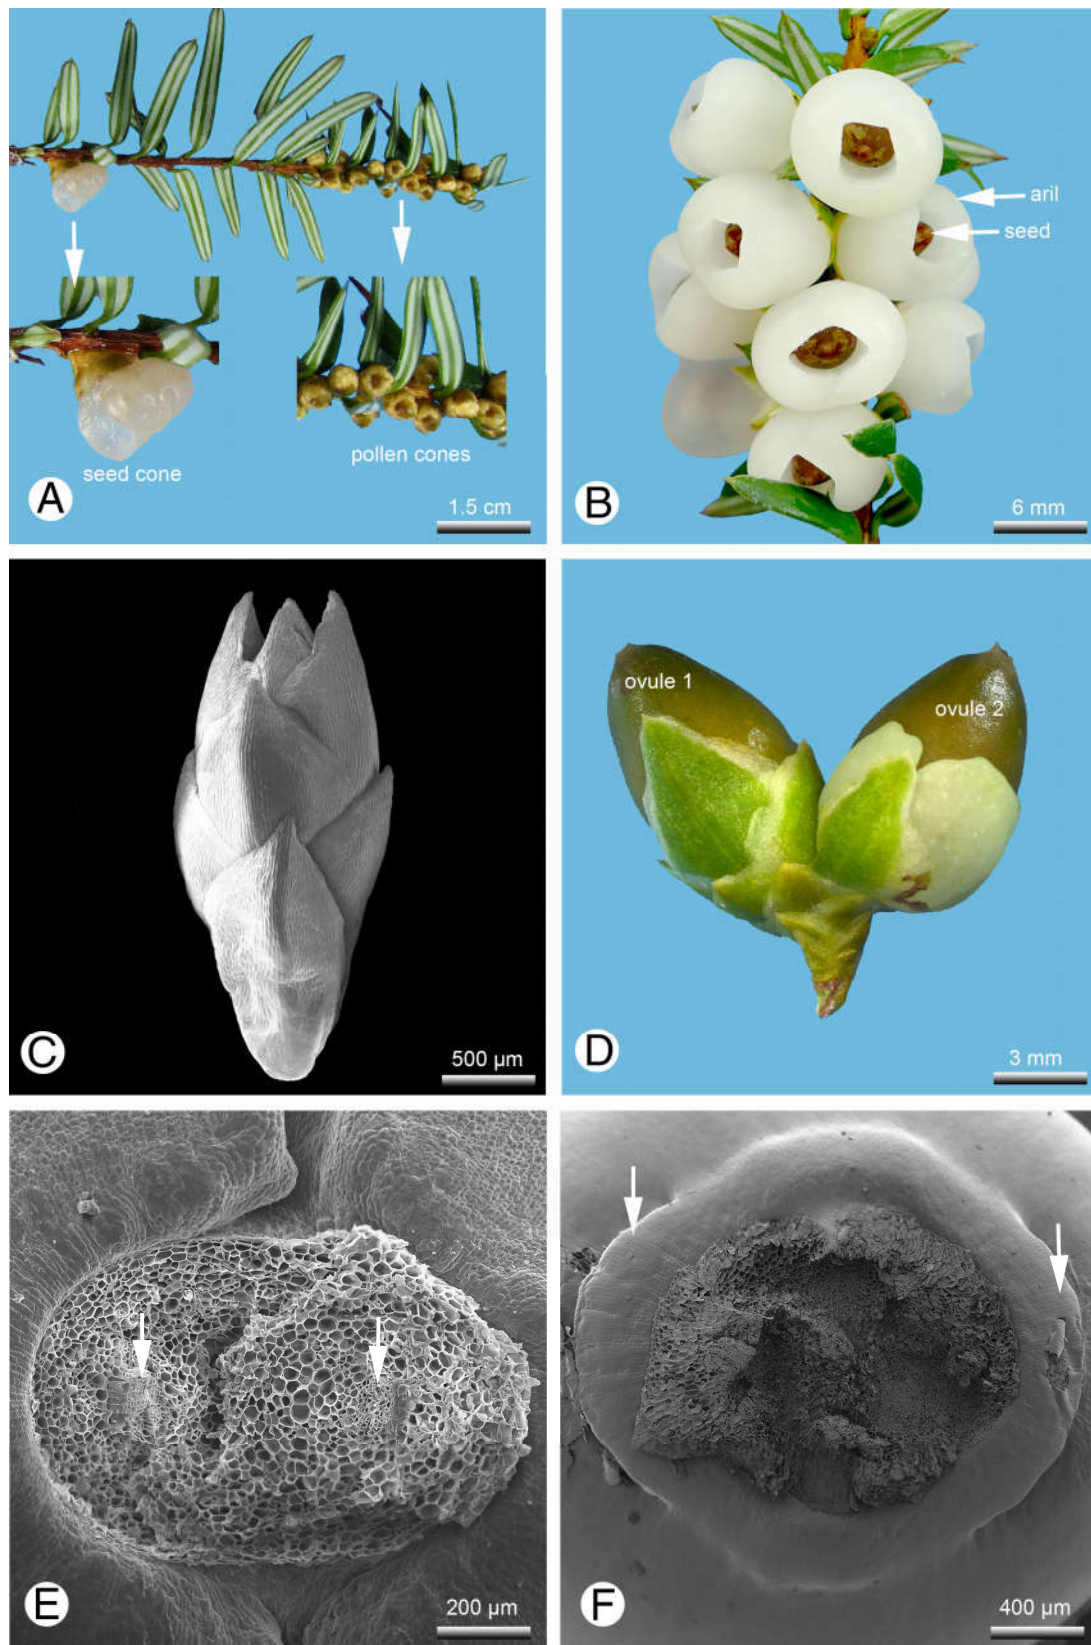 seed cone
pollen cones
A
1.5 cm
aril
seed
B
6 mm
C
500 µm
ovule 1
ovule 2
D
3 mm
E
200 µm
F
400 µm